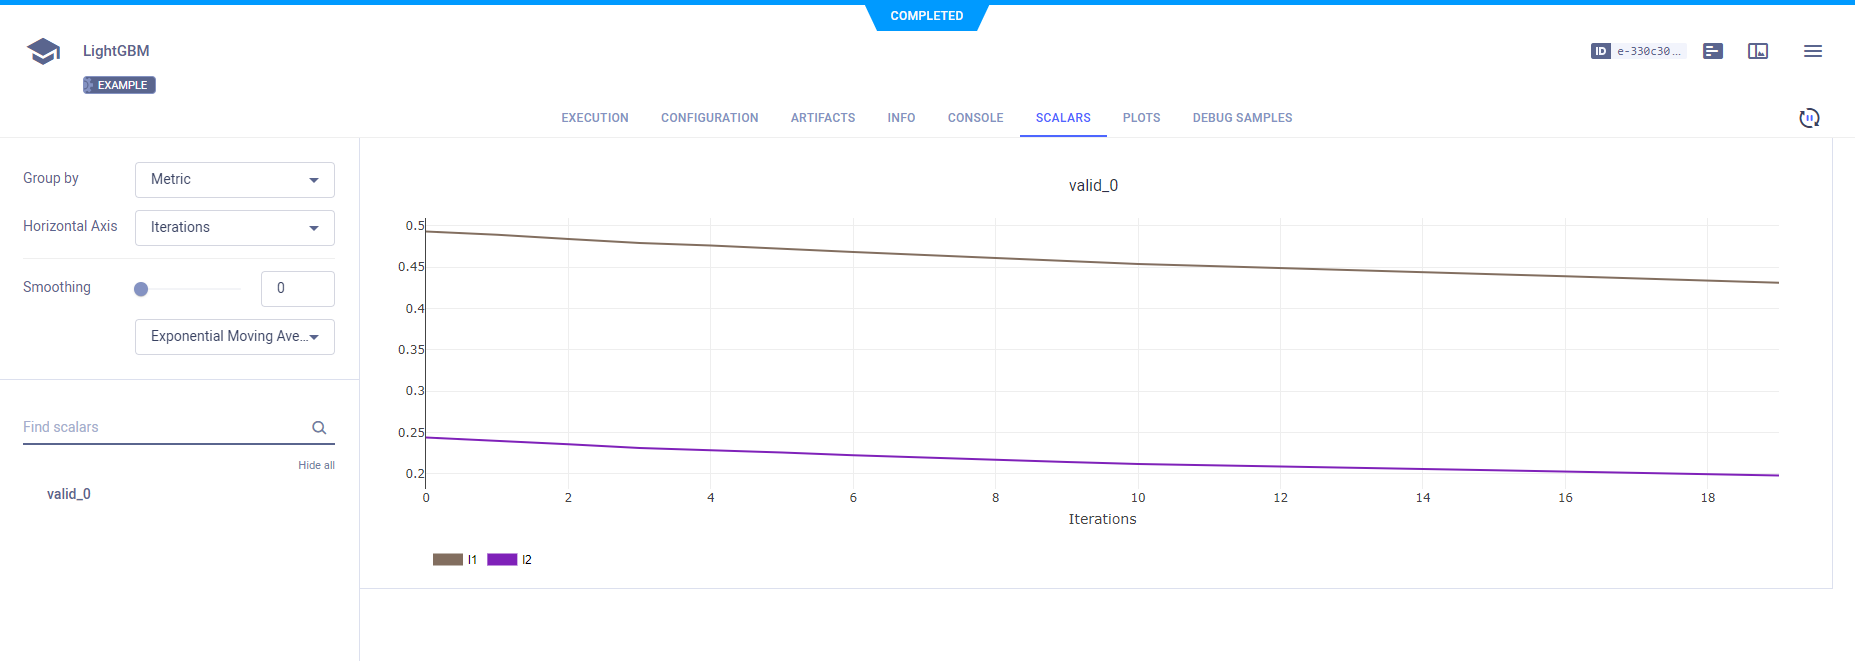 COMPLETED
LightGBM
EXAMPLE
ID e-330c30...
EXECUTION CONFIGURATION ARTIFACTS INFO CONSOLE SCALARS PLOTS DEBUG SAMPLES
Group by Metric
Horizontal Axis Iterations
Smoothing 0
Exponential Moving Ave...
Find scalars
Hide all
valid_0
valid_0
0.5
0.45
0.4
0.35
0.3
0.25
0.2
0 2 4 6 8 10 12 14 16 18
Iterations
l1 l2